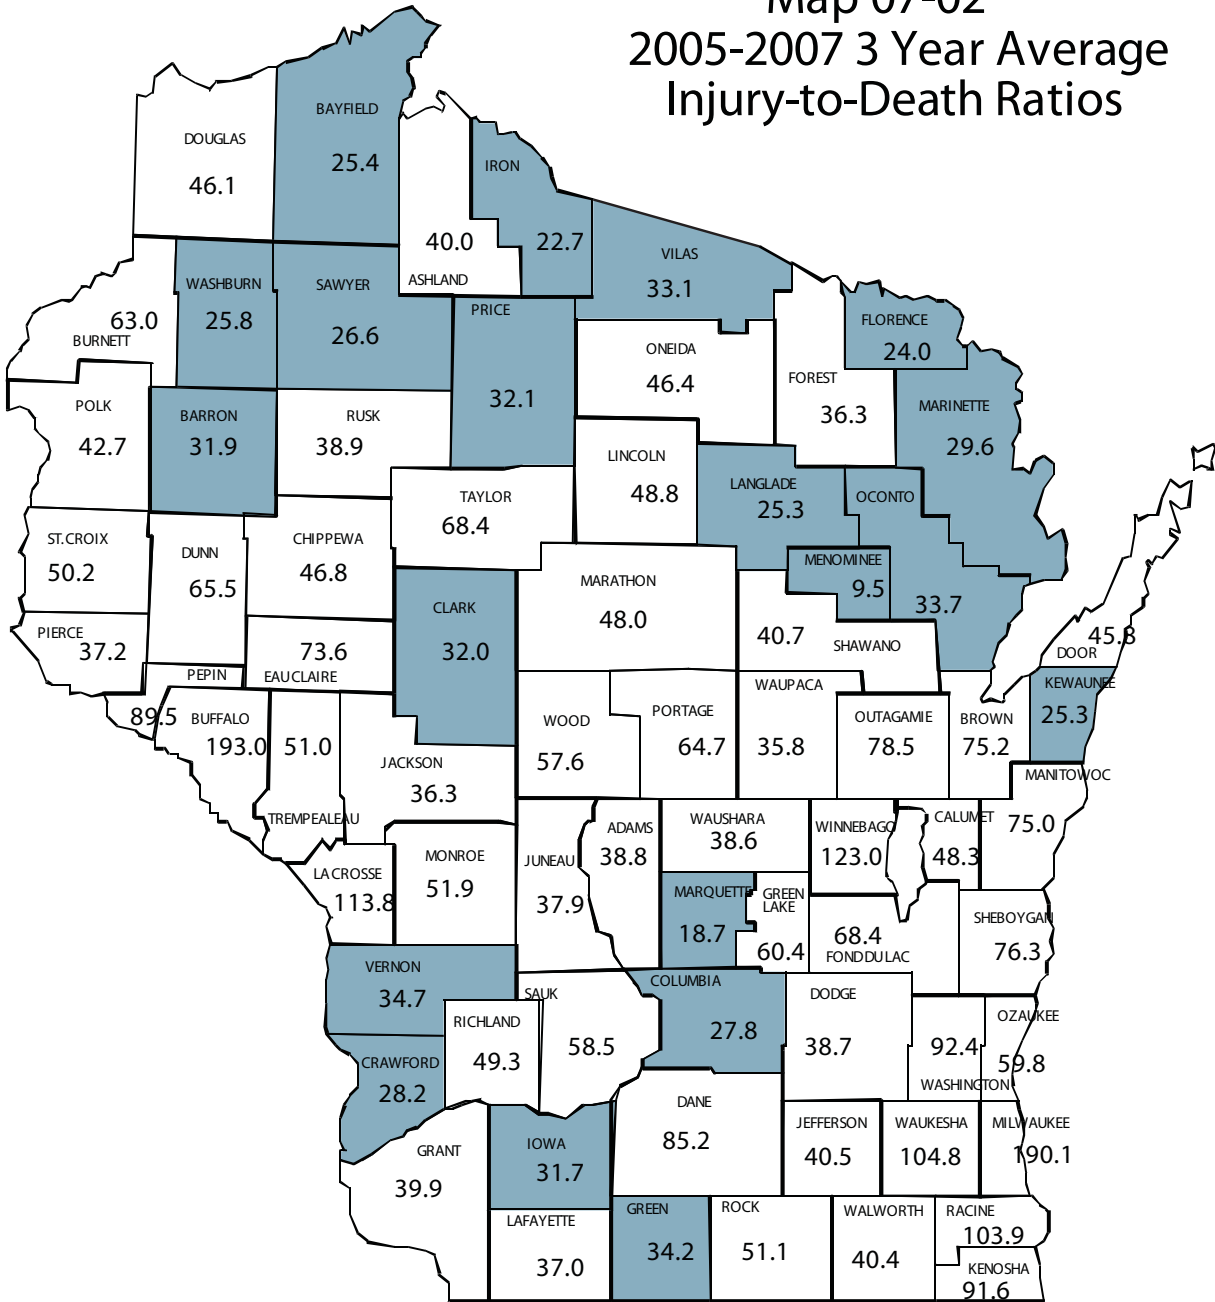 Map 07-02
2005-2007 3 Year Average
Injury-to-Death Ratios
BAYFIELD
25.4
DOUGLAS
46.1
IRON
22.7
40.0
ASHLAND
VILAS
33.1
WASHBURN
25.8
SAWYER
26.6
PRICE
32.1
63.0
BURNETT
FLORENCE
24.0
ONEIDA
46.4
FOREST
36.3
POLK
42.7
BARRON
31.9
RUSK
38.9
MARINETTE
29.6
LINCOLN
48.8
LANGLADE
25.3
OCONTO
33.7
TAYLOR
68.4
ST.CROIX
50.2
DUNN
65.5
CHIPPEWA
46.8
MARATHON
48.0
MENOMINEE
9.5
CLARK
32.0
PIERCE
37.2
73.6
EAU CLAIRE
40.7
SHAWANO
45.8
DOOR
PEPIN
89.5
BUFFALO
193.0
51.0
TREMPEALEAU
JACKSON
36.3
WOOD
57.6
PORTAGE
64.7
WAUPACA
35.8
OUTAGAMIE
78.5
BROWN
75.2
KEWAUNEE
25.3
MANITOWOC
75.0
LA CROSSE
113.8
MONROE
51.9
JUNEAU
37.9
ADAMS
38.8
WAUSHARA
38.6
WINNEBAGO
123.0
CALUMET
48.3
MARQUETTE
18.7
GREEN
LAKE
60.4
68.4
FOND DU LAC
SHEBOYGAN
76.3
VERNON
34.7
RICHLAND
49.3
SAUK
58.5
COLUMBIA
27.8
DODGE
38.7
92.4
WASHINGTON
OZAUKEE
59.8
CRAWFORD
28.2
GRANT
39.9
IOWA
31.7
DANE
85.2
JEFFERSON
40.5
WAUKESHA
104.8
MILWAUKEE
190.1
LAFAYETTE
37.0
GREEN
34.2
ROCK
51.1
WALWORTH
40.4
RACINE
103.9
KENOSHA
91.6